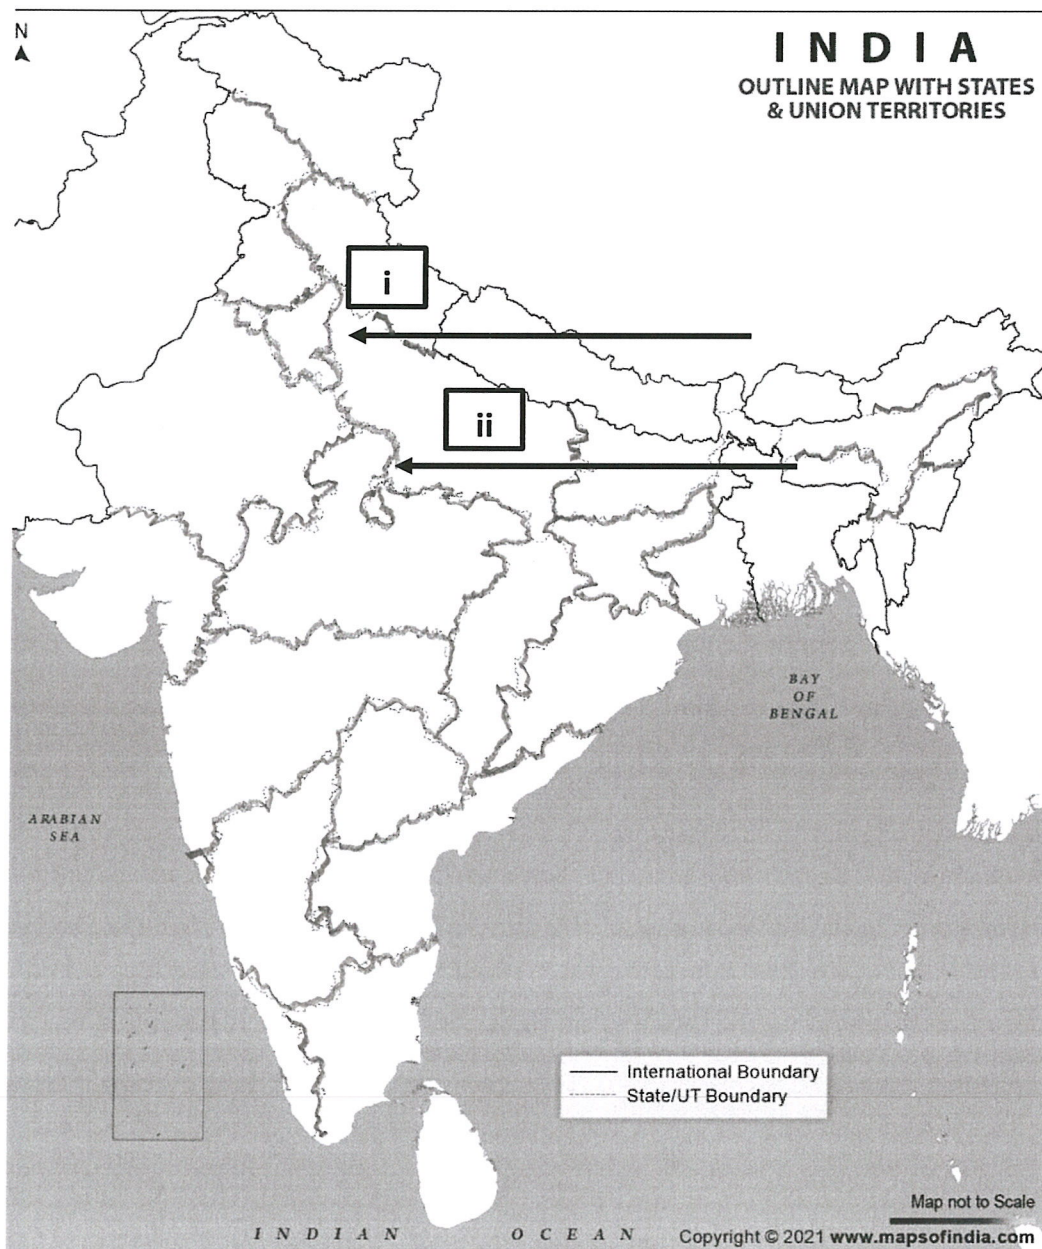 N
I N D I A
OUTLINE MAP WITH STATES
& UNION TERRITORIES
i
ii
BAY
OF
BENGAL
ARABIAN
SEA
International Boundary
State/UT Boundary
Map not to Scale
I N D I A N O C E A N
Copyright © 2021 www.mapsofindia.com